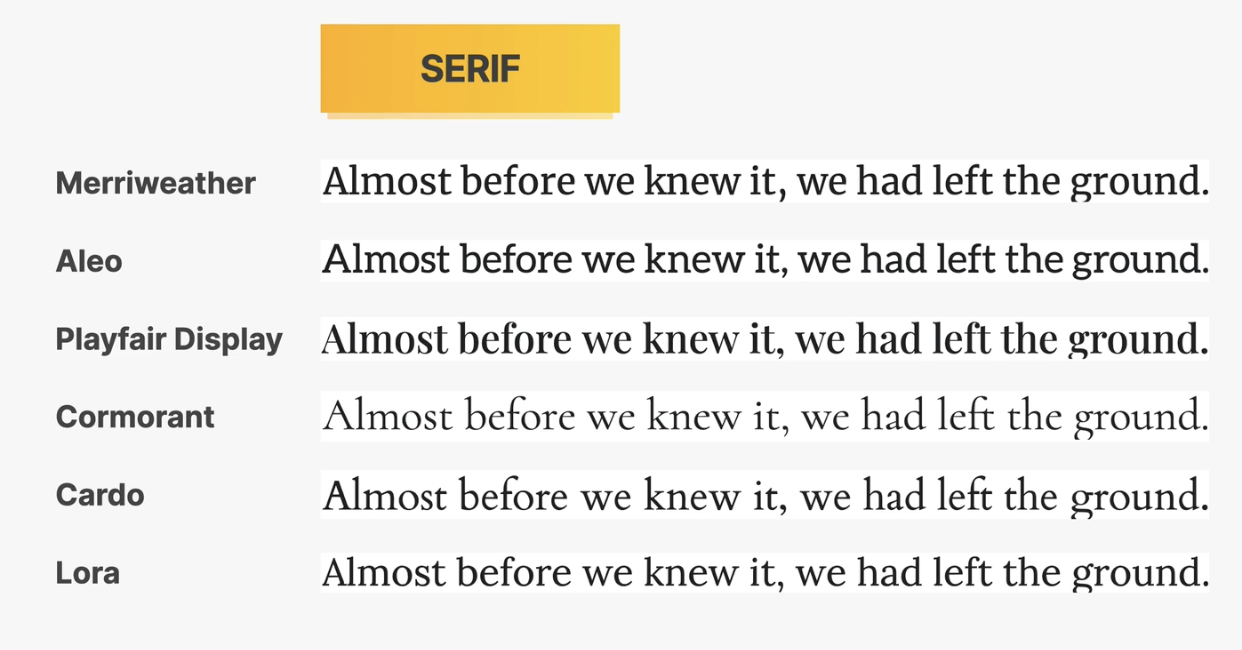 SERIF
Merriweather Almost before we knew it, we had left the ground.
Aleo Almost before we knew it, we had left the ground.
Playfair Display Almost before we knew it, we had left the ground.
Cormorant Almost before we knew it, we had left the ground.
Cardo Almost before we knew it, we had left the ground.
Lora Almost before we knew it, we had left the ground.